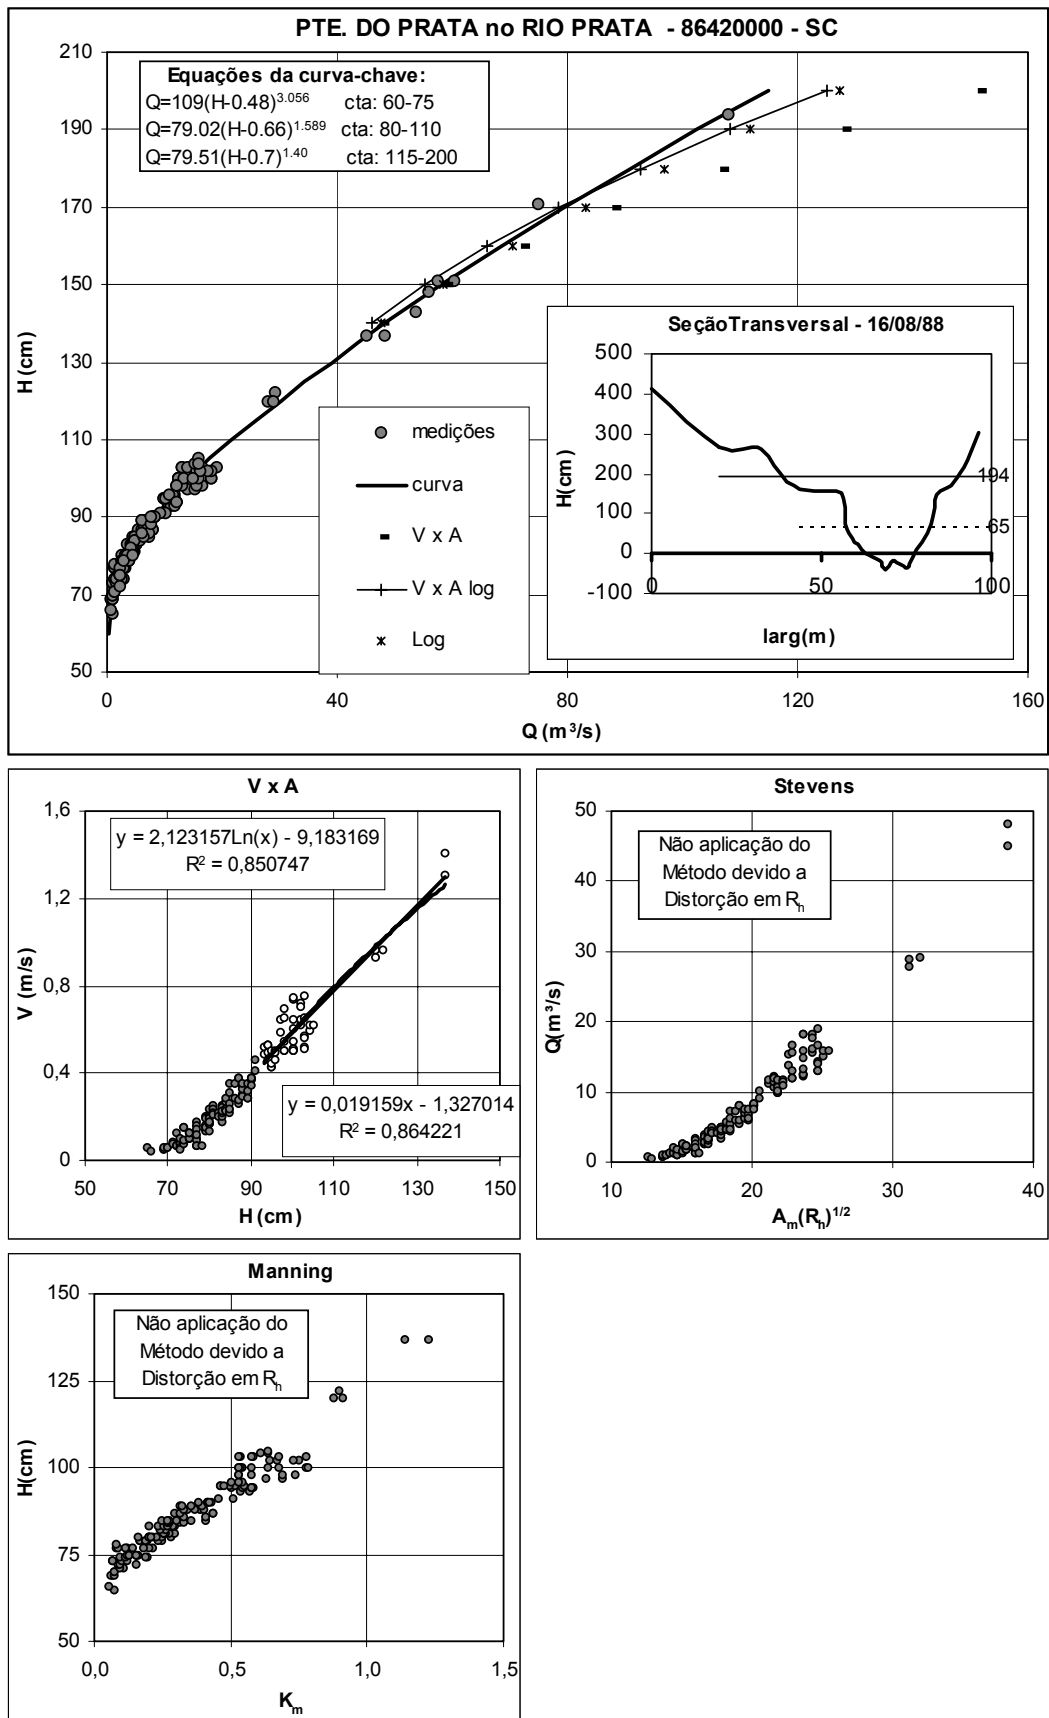 PTE. DO PRATA no RIO PRATA - 86420000 - SC
Equações da curva-chave:
Q=109(H-0.48)^3.056 cta: 60-75
Q=79.02(H-0.66)^1.589 cta: 80-110
Q=79.51(H-0.7)^1.40 cta: 115-200
210
190
170
150
130
110
90
70
50
H (cm)
0 40 80 120 160
Q (m³/s)
medições
curva
V x A
V x A log
Log
SeçãoTransversal - 16/08/88
500
400
300
200
100
0
-100
H(cm)
194
65
0 50 100
larg(m)
V x A
y = 2,123157Ln(x) - 9,183169
R² = 0,850747
y = 0,019159x - 1,327014
R² = 0,864221
1,6
1,2
0,8
0,4
0
V (m/s)
50 70 90 110 130 150
H (cm)
Stevens
Não aplicação do
Método devido a
Distorção em Rh
50
40
30
20
10
0
Q(m³/s)
10 20 30 40
Am(Rh)^1/2
Manning
Não aplicação do
Método devido a
Distorção em Rh
150
125
100
75
50
H(cm)
0,0 0,5 1,0 1,5
Km